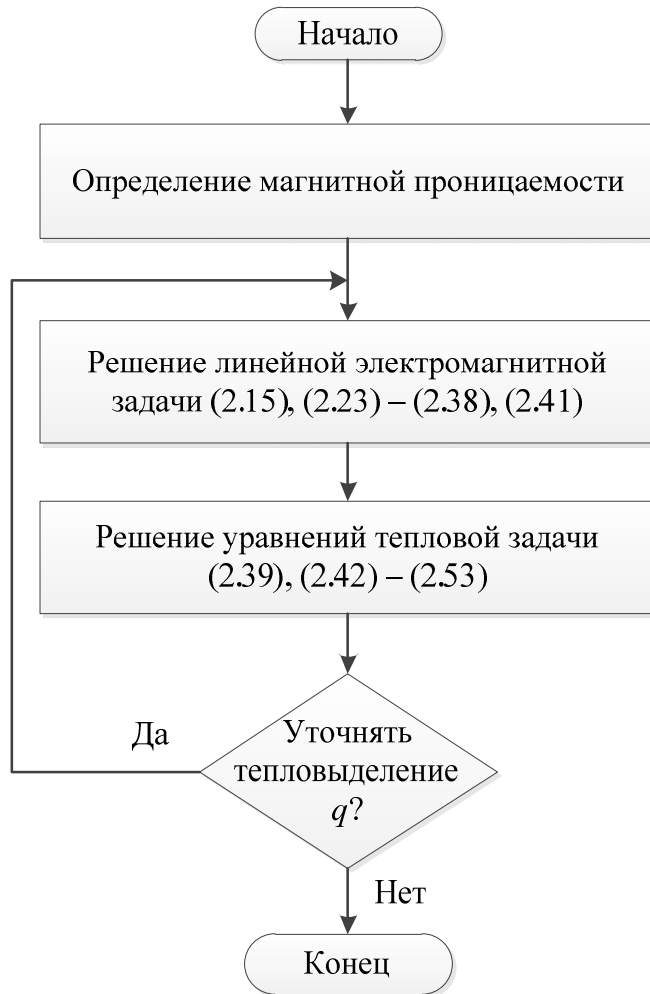 Начало
Определение магнитной проницаемости
Решение линейной электромагнитной
задачи (2.15), (2.23) – (2.38), (2.41)
Решение уравнений тепловой задачи
(2.39), (2.42) – (2.53)
Да
Уточнять
тепловыделение
q?
Нет
Конец